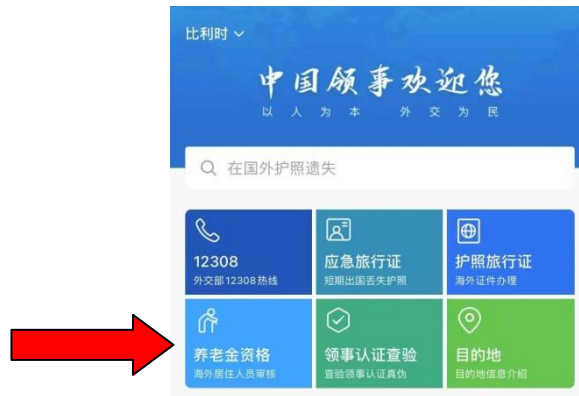 比利时
中国领事欢迎您
以人为本 外交为民
在国外护照遗失
12308
外交部12308热线
应急旅行证
短期出国丢失护照
护照旅行证
海外证件办理
养老金资格
海外居住人员审核
领事认证查验
查验领事认证真伪
目的地
目的地信息介绍